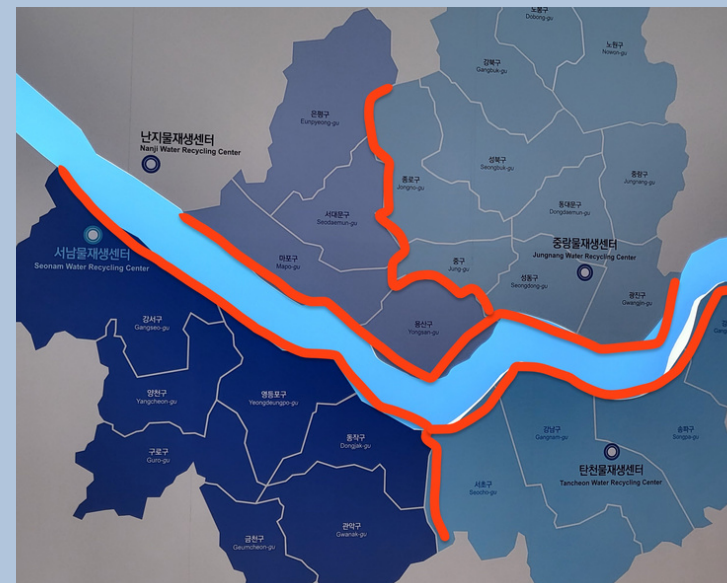 도봉구
Dobong-gu
노원구
Nowon-gu
강북구
Gangbuk-gu
은평구
Eunpyeong-gu
난지물재생센터
Nanji Water Recycling Center
성북구
Seongbuk-gu
종로구
Jongno-gu
중랑구
Jungnang-gu
서대문구
Seodaemun-gu
동대문구
Dongdaemun-gu
서남물재생센터
Seonam Water Recycling Center
마포구
Mapo-gu
중구
Jung-gu
중랑물재생센터
Jungnang Water Recycling Center
성동구
Seongdong-gu
광진구
Gwangjin-gu
강서구
Gangseo-gu
용산구
Yongsan-gu
양천구
Yangcheon-gu
영등포구
Yeongdeungpo-gu
구로구
Guro-gu
동작구
Dongjak-gu
강남구
Gangnam-gu
송파구
Songpa-gu
탄천물재생센터
Tancheon Water Recycling Center
서초구
Seocho-gu
관악구
Gwanak-gu
금천구
Geumcheon-gu